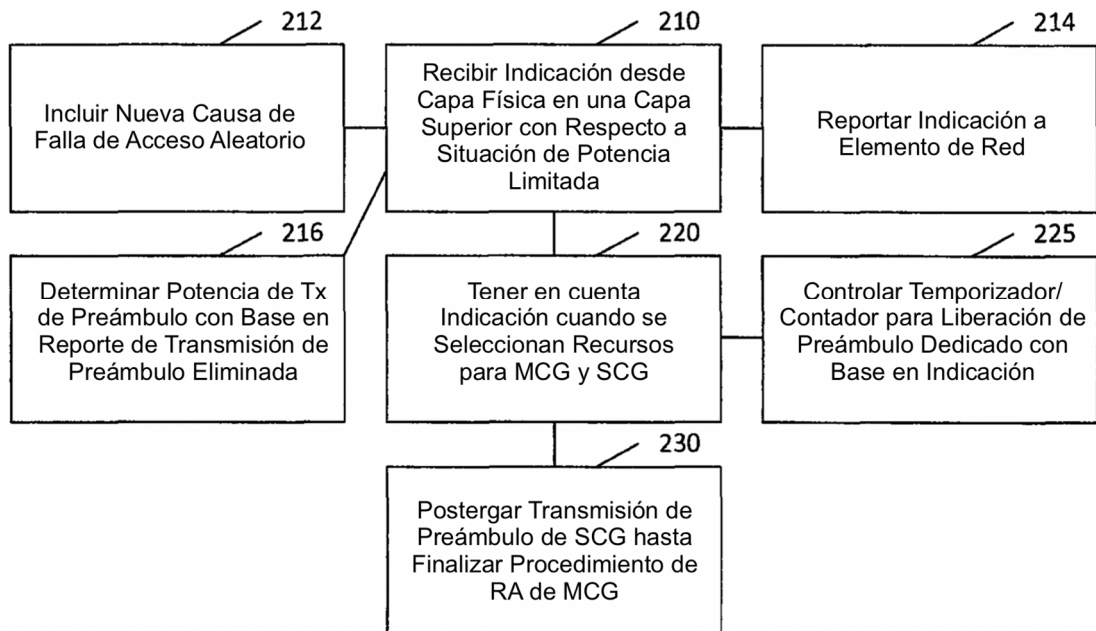 212
Incluir Nueva Causa de
Falla de Acceso Aleatorio
210
Recibir Indicación desde
Capa Física en una Capa
Superior con Respecto a
Situación de Potencia
Limitada
214
Reportar Indicación a
Elemento de Red
216
Determinar Potencia de Tx
de Preámbulo con Base en
Reporte de Transmisión de
Preámbulo Eliminada
220
Tener en cuenta
Indicación cuando se
Seleccionan Recursos
para MCG y SCG
225
Controlar Temporizador/
Contador para Liberación de
Preámbulo Dedicado con
Base en Indicación
230
Postergar Transmisión de
Preámbulo de SCG hasta
Finalizar Procedimiento de
RA de MCG